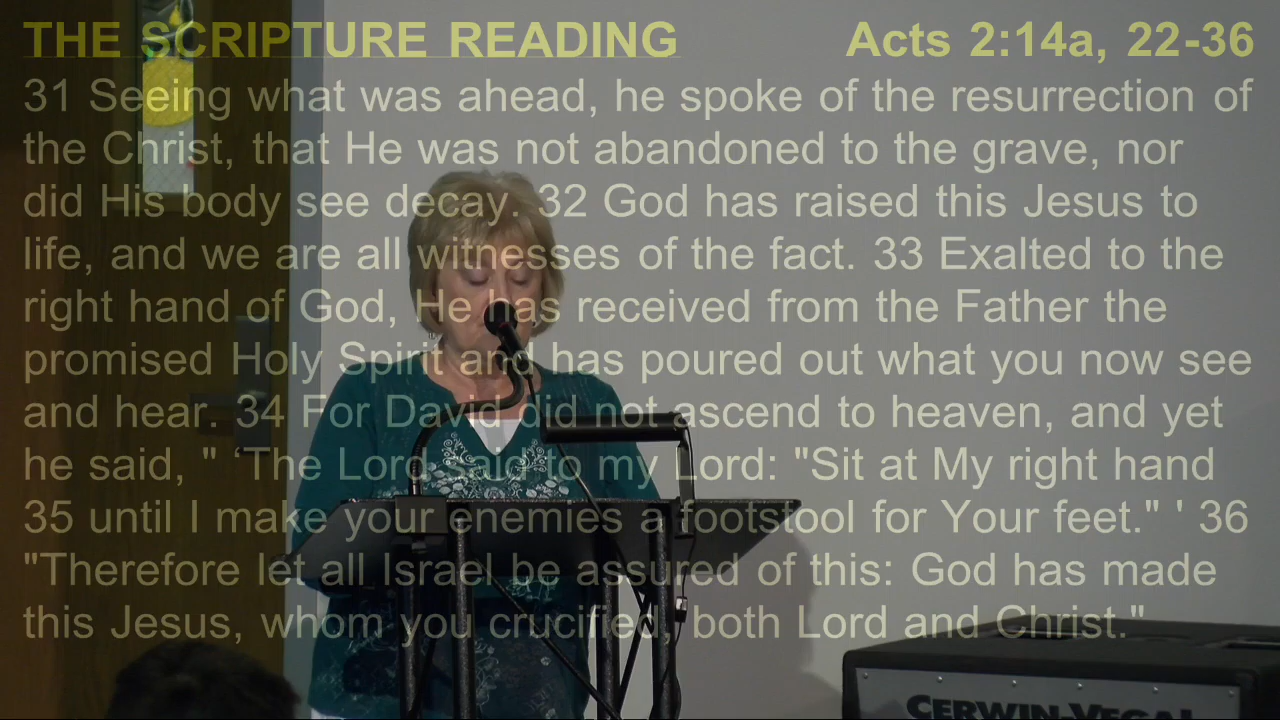 THE SCRIPTURE READING Acts 2:14a, 22-36
31 Seeing what was ahead, he spoke of the resurrection of
the Christ, that He was not abandoned to the grave, nor
did His body see decay. 32 God has raised this Jesus to
life, and we are all witnesses of the fact. 33 Exalted to the
right hand of God, He has received from the Father the
promised Holy Spirit and has poured out what you now see
and hear. 34 For David did not ascend to heaven, and yet
he said, " 'The Lord said to my Lord: "Sit at My right hand
35 until I make your enemies a footstool for Your feet." ' 36
"Therefore let all Israel be assured of this: God has made
this Jesus, whom you crucified, both Lord and Christ."
CERWIN-VEGA!